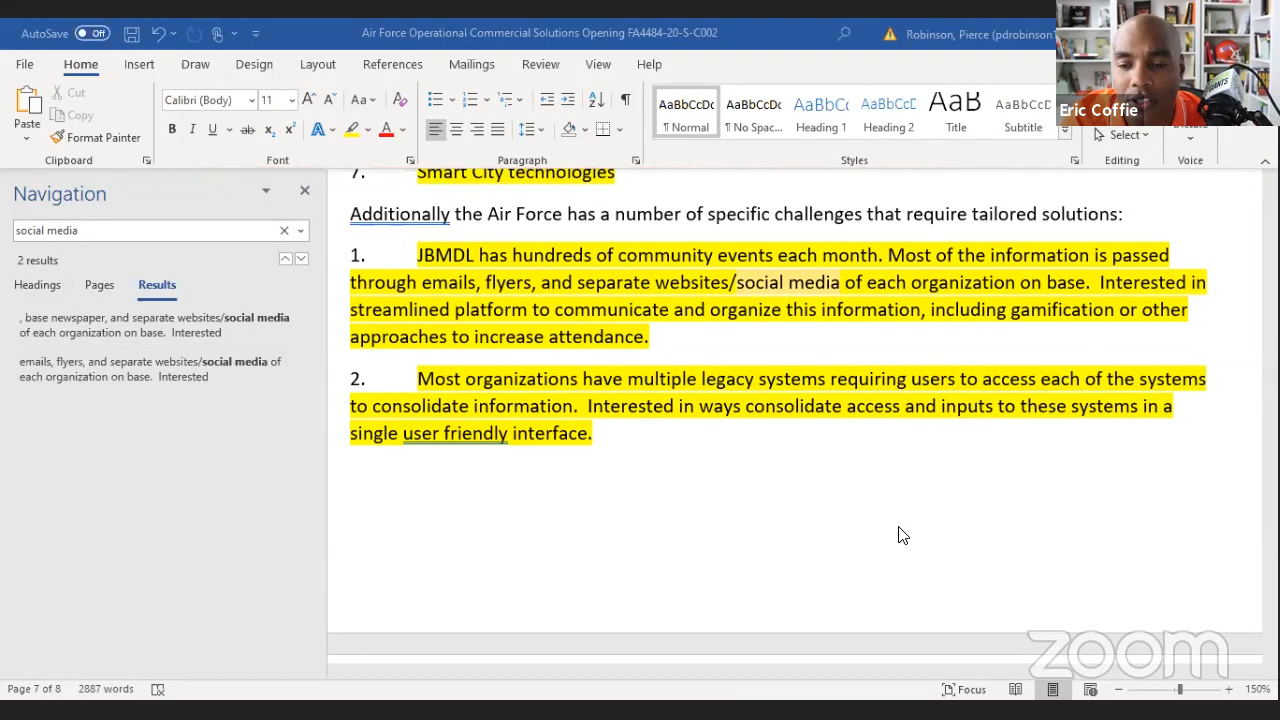 AutoSave Off Air Force Operational Commercial Solutions Opening FA4484-20-S-C002 Robinson, Pierce (pdrobinson
File Home Insert Draw Design Layout References Mailings Review View Help
Paste Cut Copy Format Painter
Calibri (Body) 11 Aa
AaBbCcDc AaBbCcDc AaBbCc AaBbCcD AaB AaBbCcD
¶ Normal ¶ No Spac... Heading 1 Heading 2 Title Subtitle
Select
Clipboard Font Paragraph Styles Editing Voice
Eric Coffie
Navigation
social media
2 results
Headings Pages Results
, base newspaper, and separate websites/social media
of each organization on base. Interested
emails, flyers, and separate websites/social media of
each organization on base. Interested
7. Smart City technologies
Additionally the Air Force has a number of specific challenges that require tailored solutions:
1. JBMDL has hundreds of community events each month. Most of the information is passed
through emails, flyers, and separate websites/social media of each organization on base. Interested in
streamlined platform to communicate and organize this information, including gamification or other
approaches to increase attendance.
2. Most organizations have multiple legacy systems requiring users to access each of the systems
to consolidate information. Interested in ways consolidate access and inputs to these systems in a
single user friendly interface.
zoom
Page 7 of 8 2887 words Focus 150%